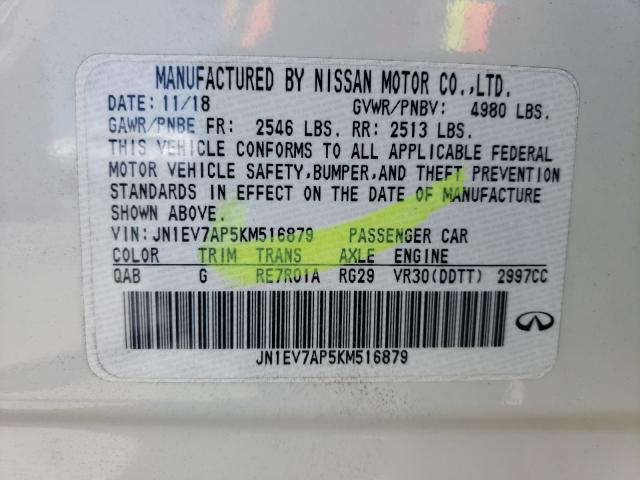 MANUFACTURED BY NISSAN MOTOR CO.,LTD.
DATE: 11/18 GVWR/PNBV: 4980 LBS.
GAWR/PNBE FR: 2546 LBS. RR: 2513 LBS.
THIS VEHICLE CONFORMS TO ALL APPLICABLE FEDERAL
MOTOR VEHICLE SAFETY,BUMPER,AND THEFT PREVENTION
STANDARDS IN EFFECT ON THE DATE OF MANUFACTURE
SHOWN ABOVE.
VIN: JN1EV7AP5KM516879 PASSENGER CAR
COLOR TRIM TRANS AXLE ENGINE
QAB G RE7R01A RG29 VR30(DDTT) 2997CC
JN1EV7AP5KM516879